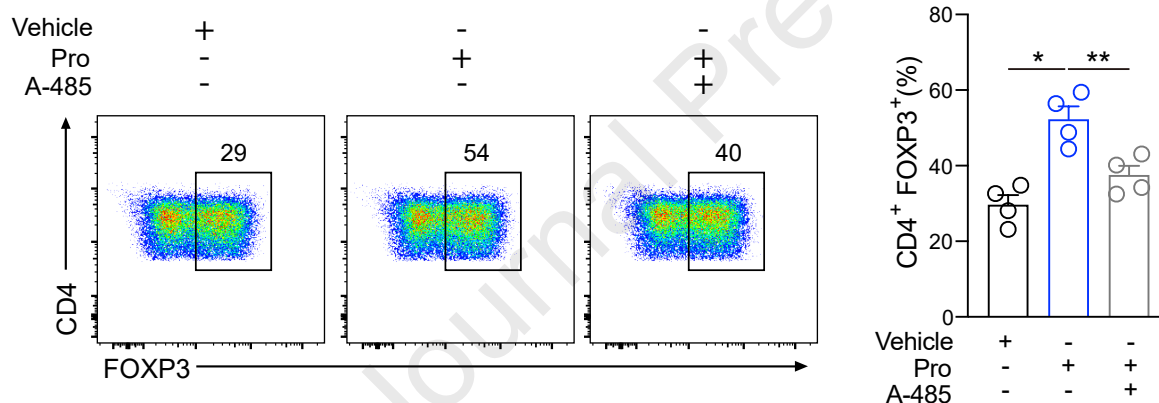 Vehicle + - -
Pro - + +
A-485 - - +
29
54
40
CD4
FOXP3
80
60
40
20
0
CD4+ FOXP3+(%)
* **
Vehicle + - -
Pro - + +
A-485 - - +
Journal Pre